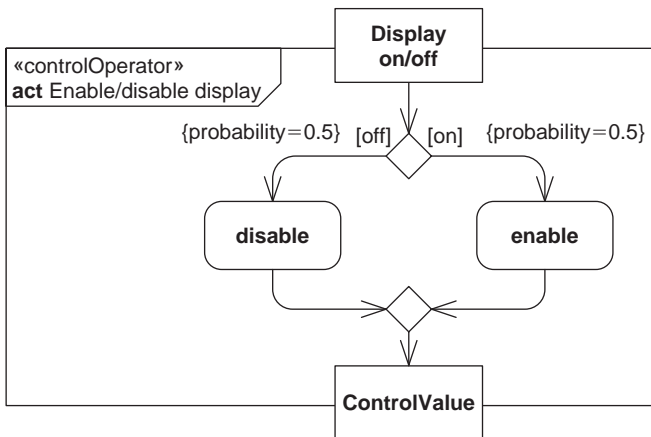 Display
on/off
«controlOperator»
act Enable/disable display
{probability=0.5} [off] [on] {probability=0.5}
disable
enable
ControlValue